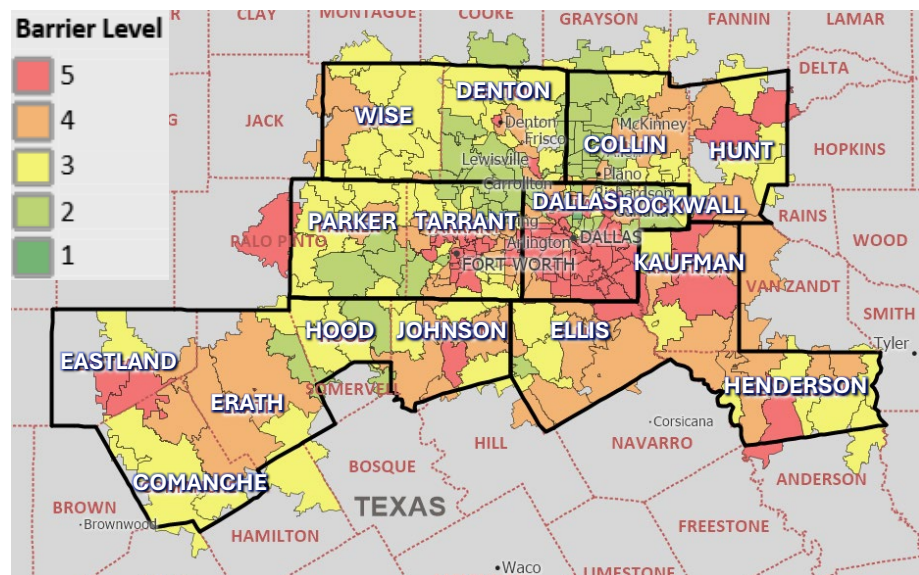 Barrier Level
5
4
3
2
1
CLAY
MONTAGUE
COOKE
GRAYSON
FANNIN
LAMAR
DELTA
JACK
WISE
DENTON
Denton
Frisco
McKinney
COLLIN
HUNT
HOPKINS
Lewisville
Plano
Carrollton
Richardson
PALO PINTO
PARKER
TARRANT
DALLAS
ROCKWALL
RAINS
Arlington
DALLAS
FORT WORTH
KAUFMAN
WOOD
VAN ZANDT
SMITH
Tyler
EASTLAND
HOOD
JOHNSON
ELLIS
SOMERVELL
ERATH
HENDERSON
HILL
Corsicana
NAVARRO
BOSQUE
COMANCHE
ANDERSON
TEXAS
BROWN
Brownwood
HAMILTON
FREESTONE
Waco
LIMESTONE